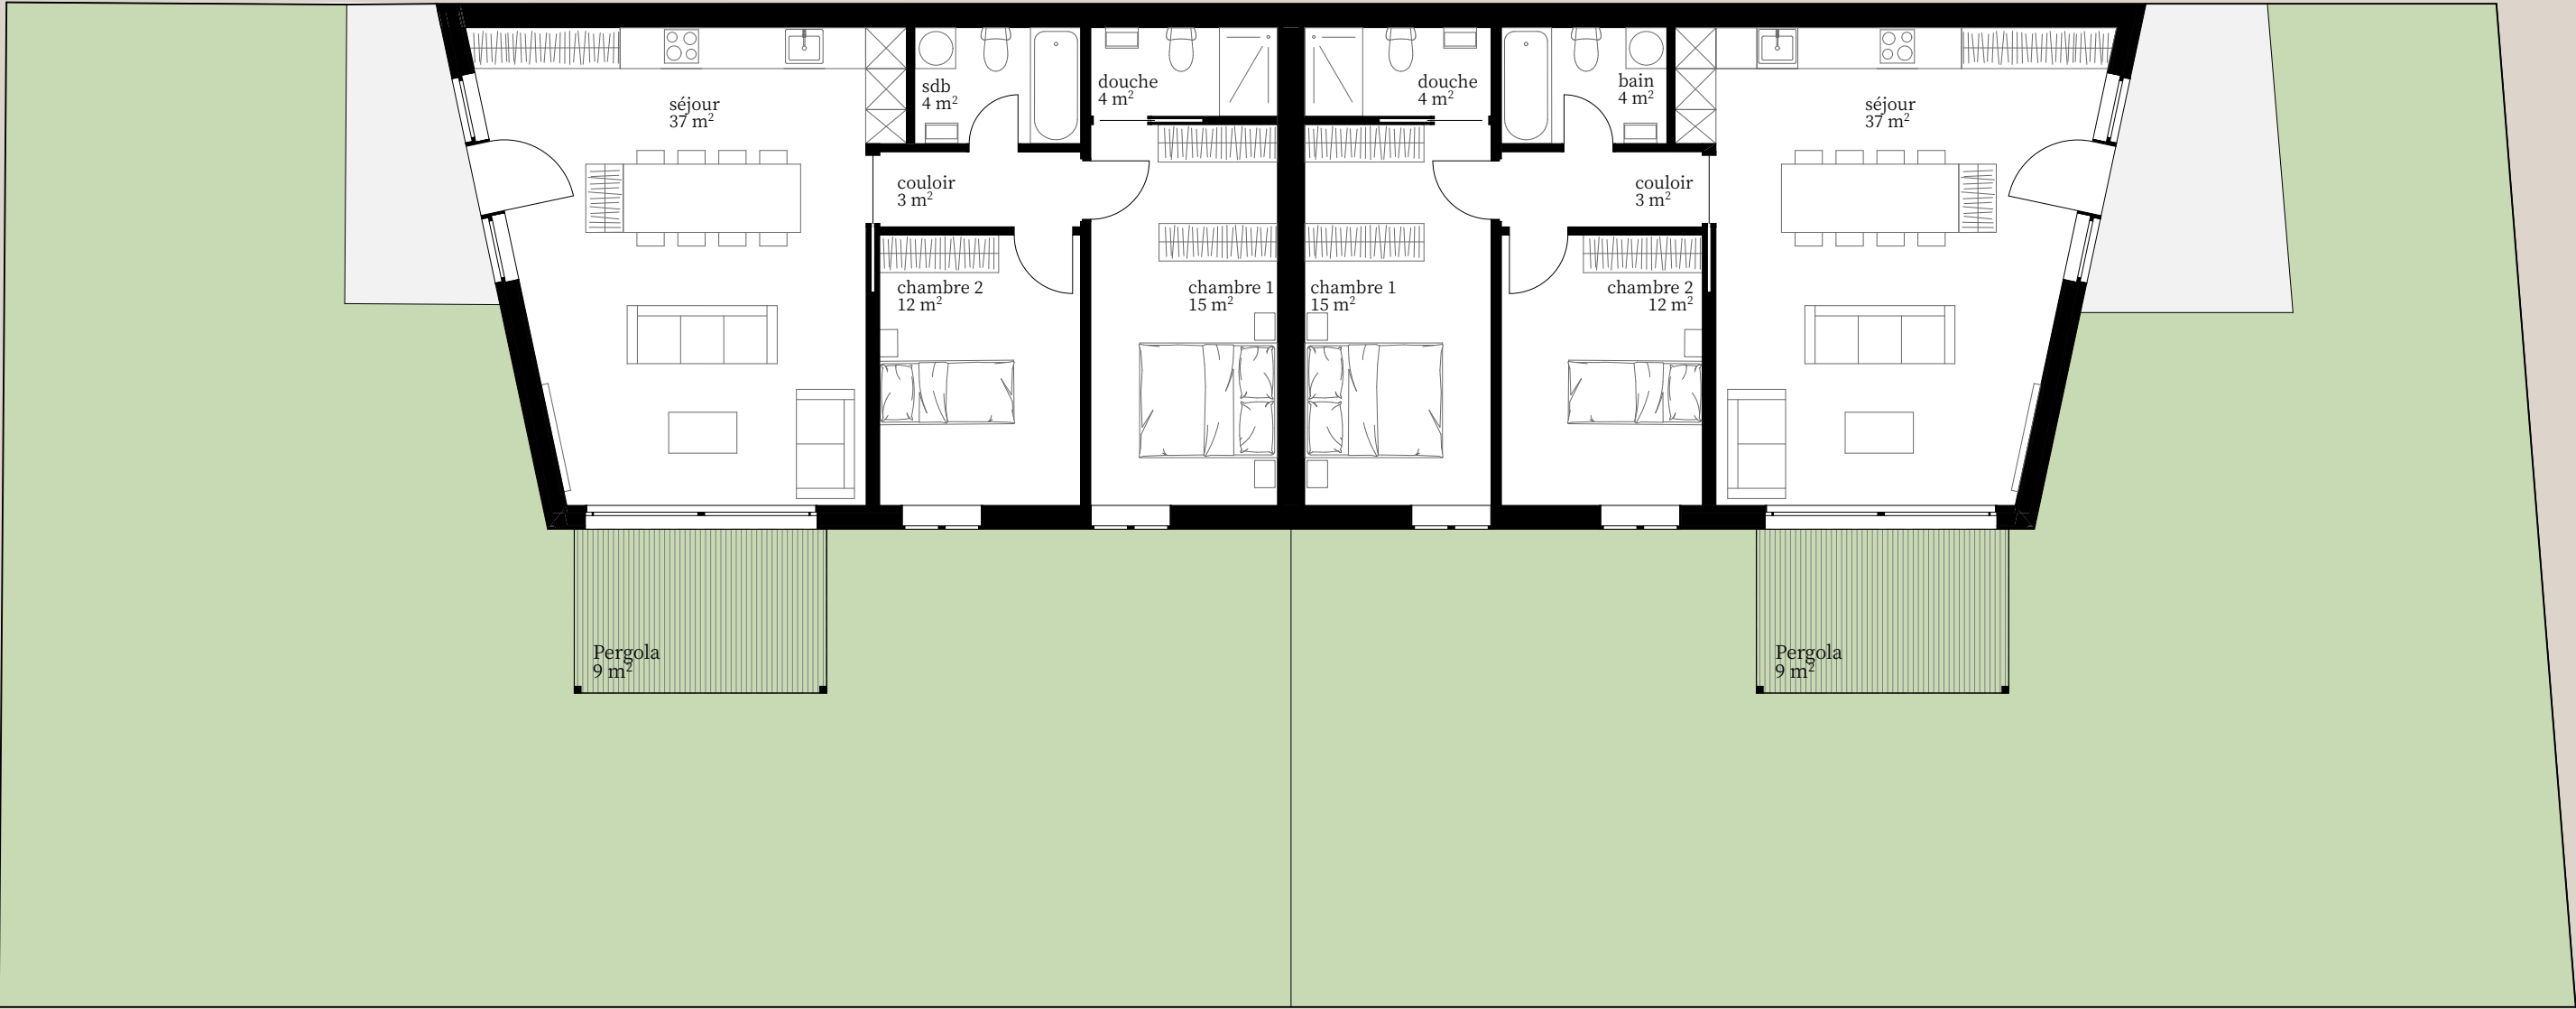 séjour
37 m²
sdb
4 m²
douche
4 m²
douche
4 m²
bain
4 m²
séjour
37 m²
couloir
3 m²
couloir
3 m²
chambre 2
12 m²
chambre 1
15 m²
chambre 1
15 m²
chambre 2
12 m²
Pergola
9 m²
Pergola
9 m²